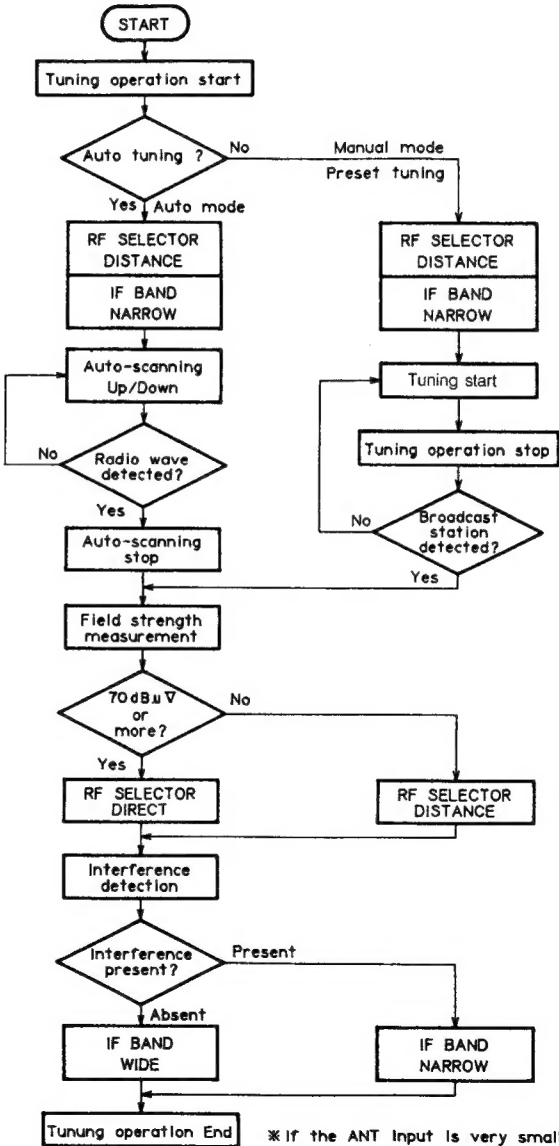 START
Tuning operation start
Auto tuning ?
No
Manual mode
Preset tuning
Yes
Auto mode
RF SELECTOR
DISTANCE
IF BAND
NARROW
RF SELECTOR
DISTANCE
IF BAND
NARROW
Auto-scanning
Up/Down
Tuning start
Tuning operation stop
No
Radio wave
detected?
Yes
No
Broadcast
station
detected?
Yes
Auto-scanning
stop
Field strength
measurement
70dBμV
or
more?
No
Yes
RF SELECTOR
DIRECT
RF SELECTOR
DISTANCE
Interference
detection
Interference
present?
Present
Absent
IF BAND
WIDE
IF BAND
NARROW
Tunung operation End
※If the ANT Input is very smal